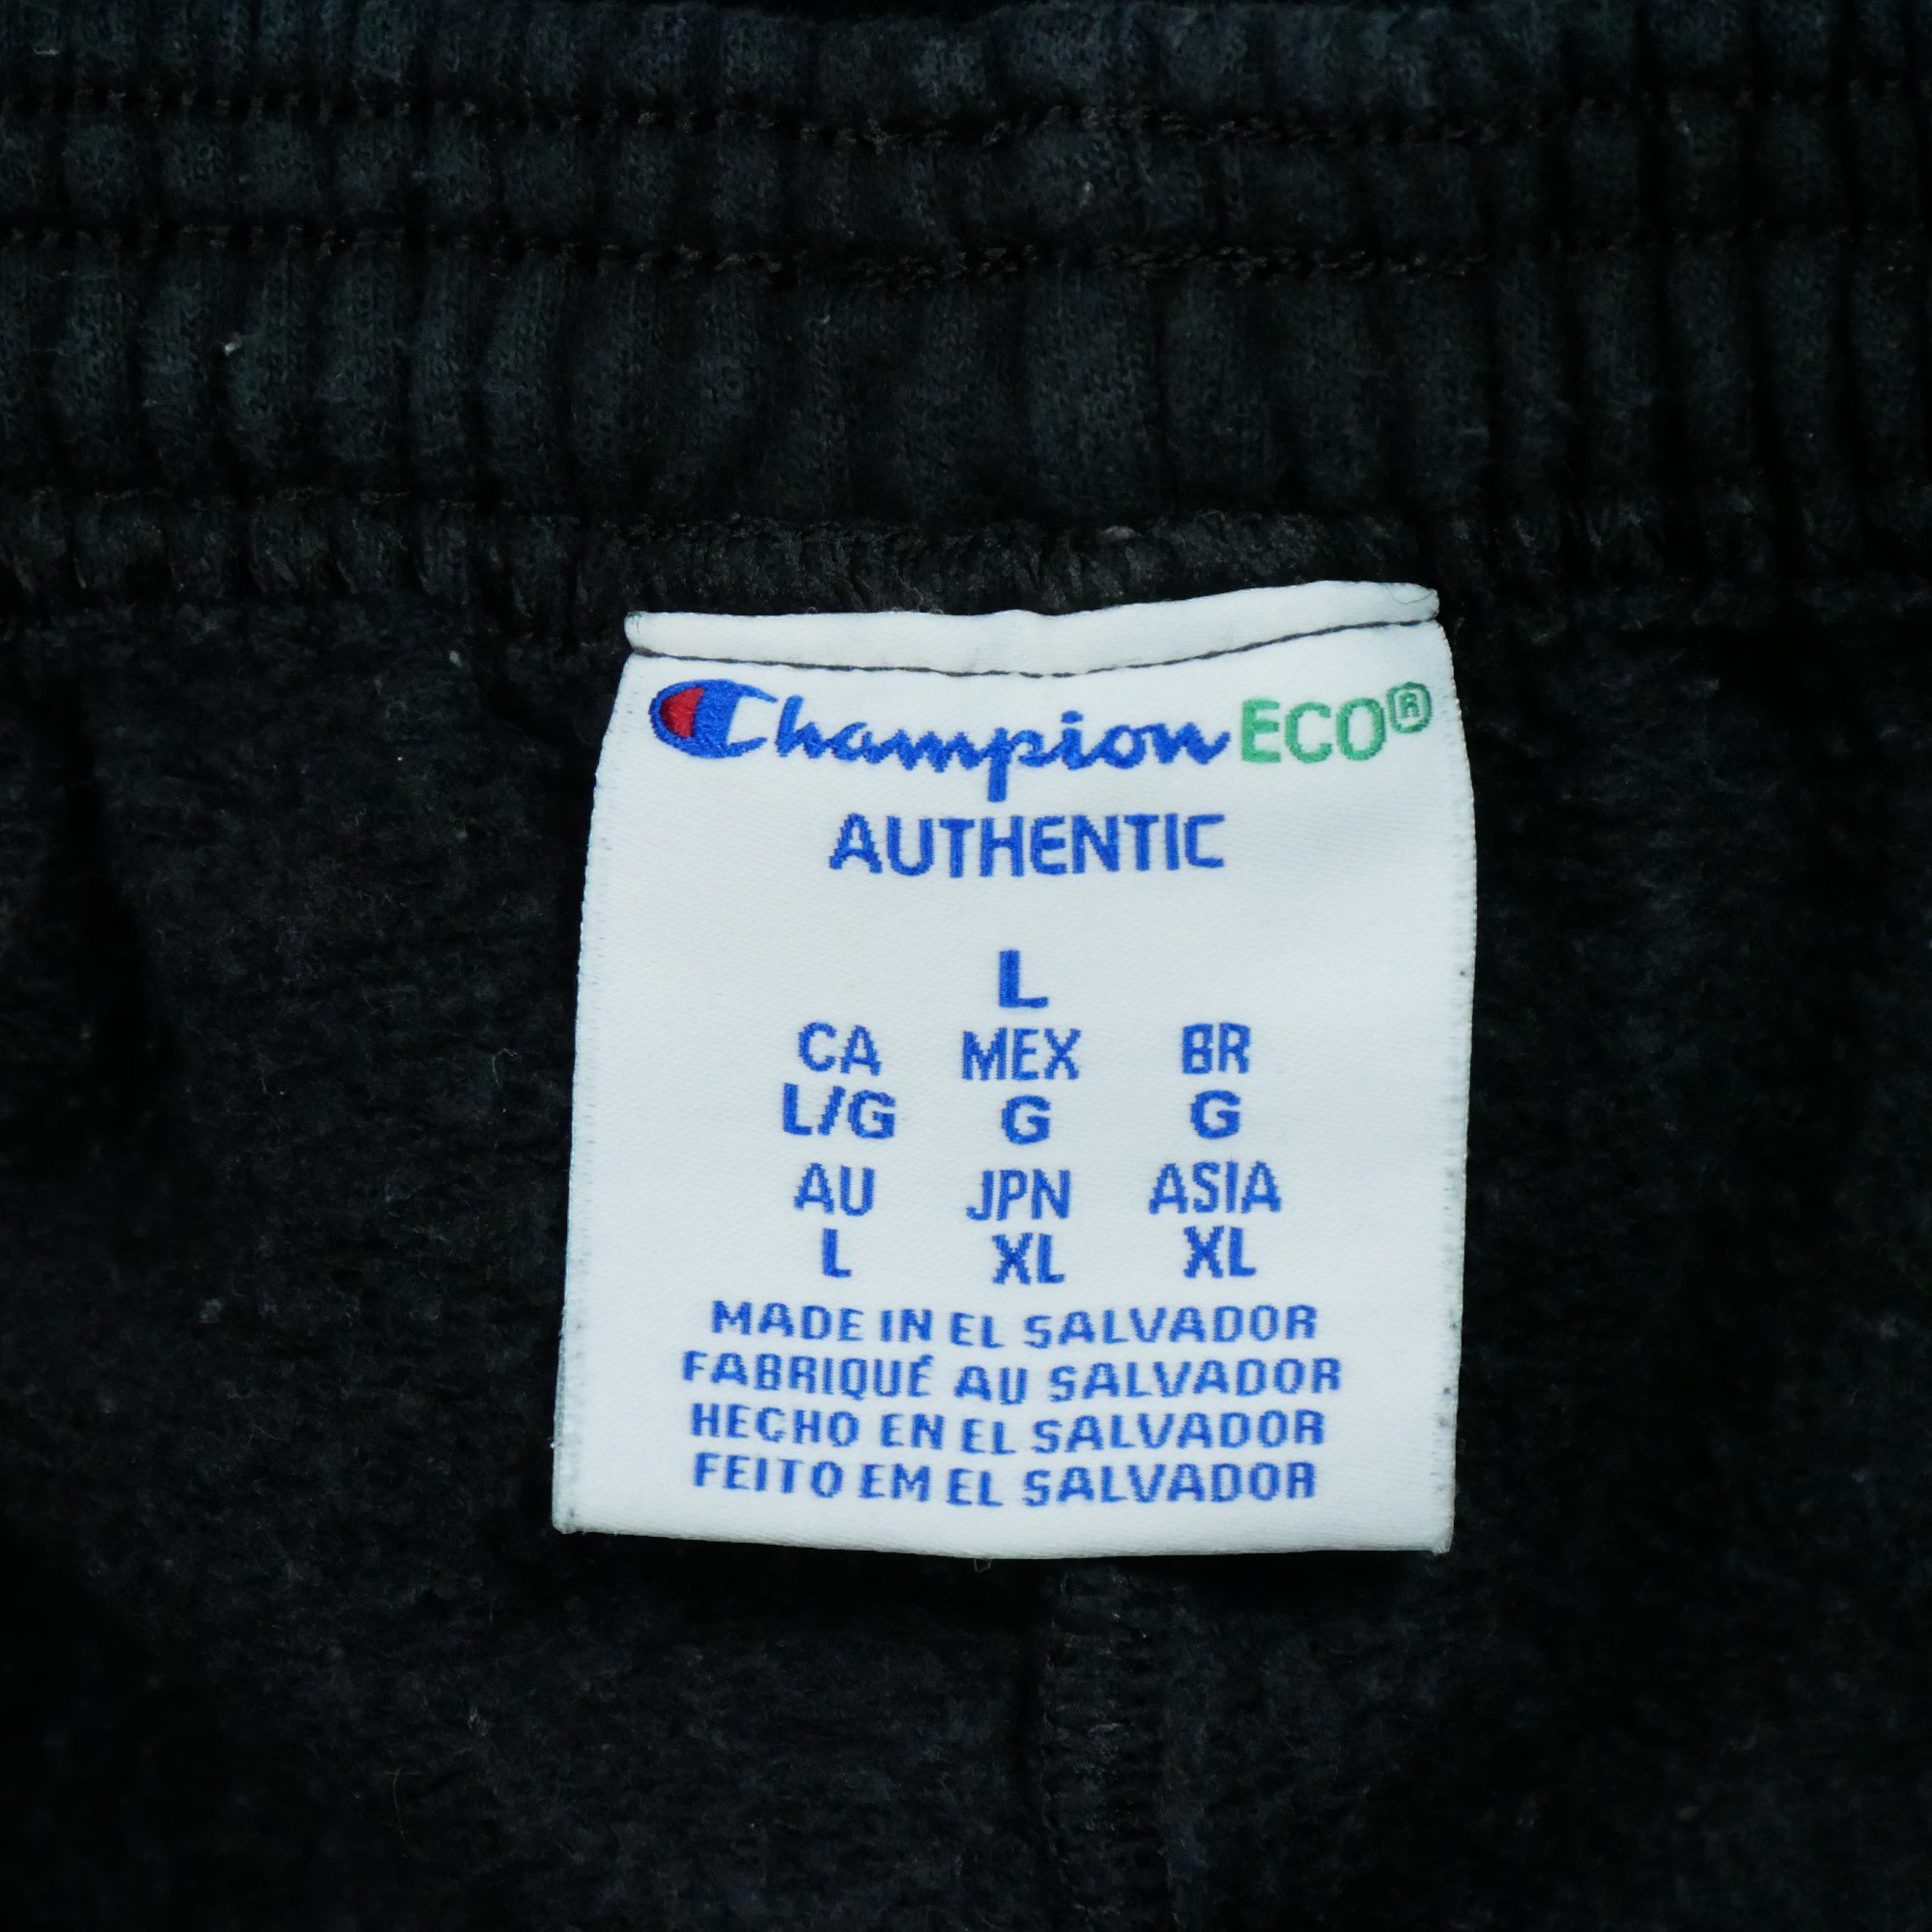 Champion ECO®
AUTHENTIC
L
CA MEX BR
L/G G G
AU JPN ASIA
L XL XL
MADE IN EL SALVADOR
FABRIQUÉ AU SALVADOR
HECHO EN EL SALVADOR
FEITO EM EL SALVADOR